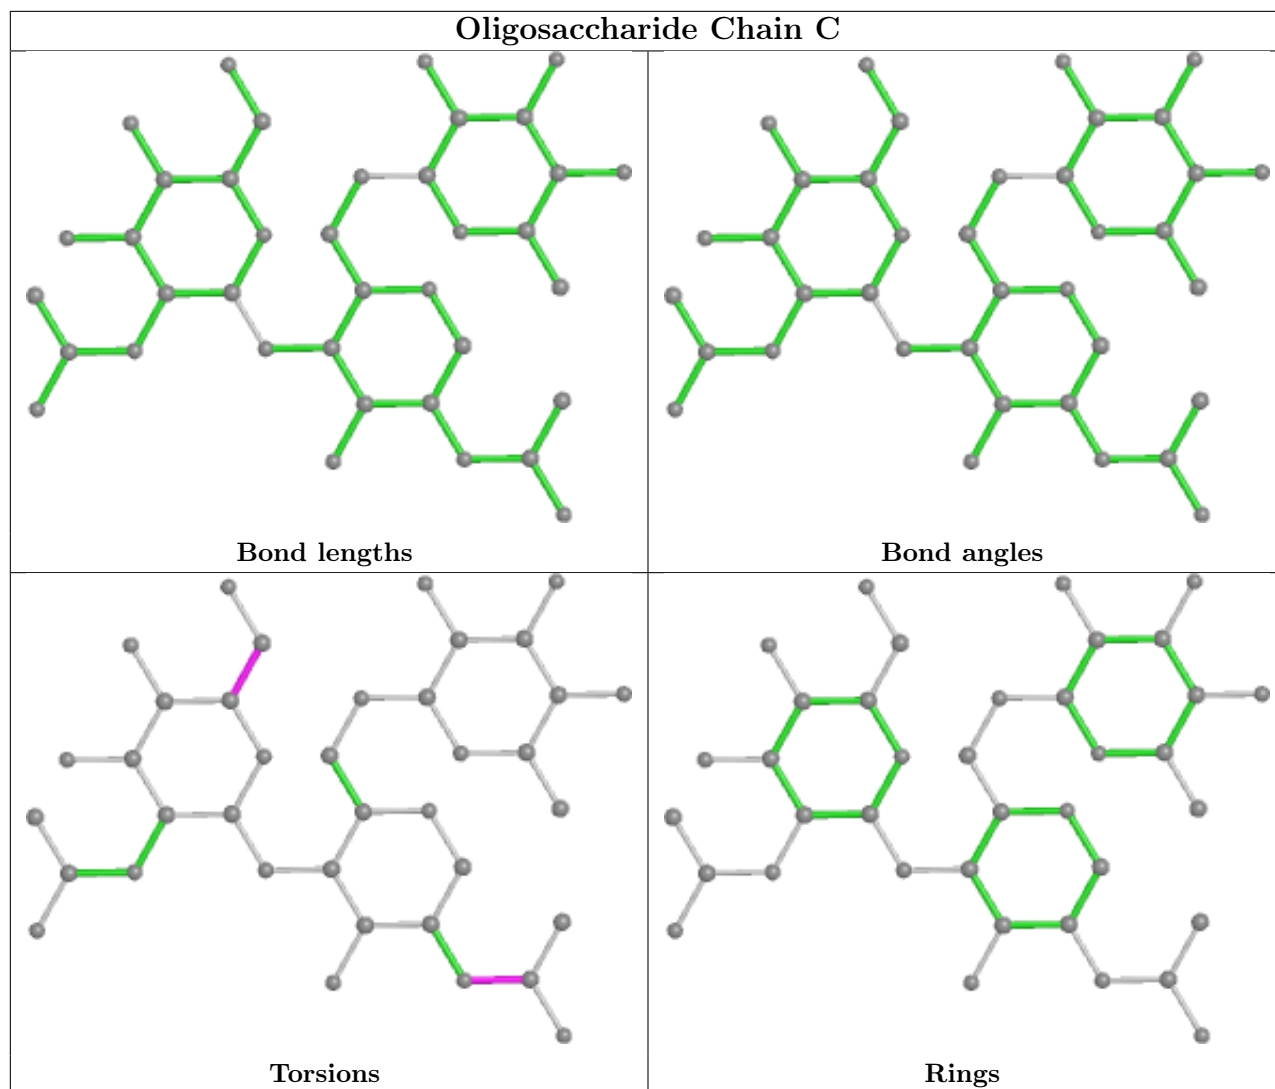 Oligosaccharide Chain C
Bond lengths
Bond angles
Torsions
Rings